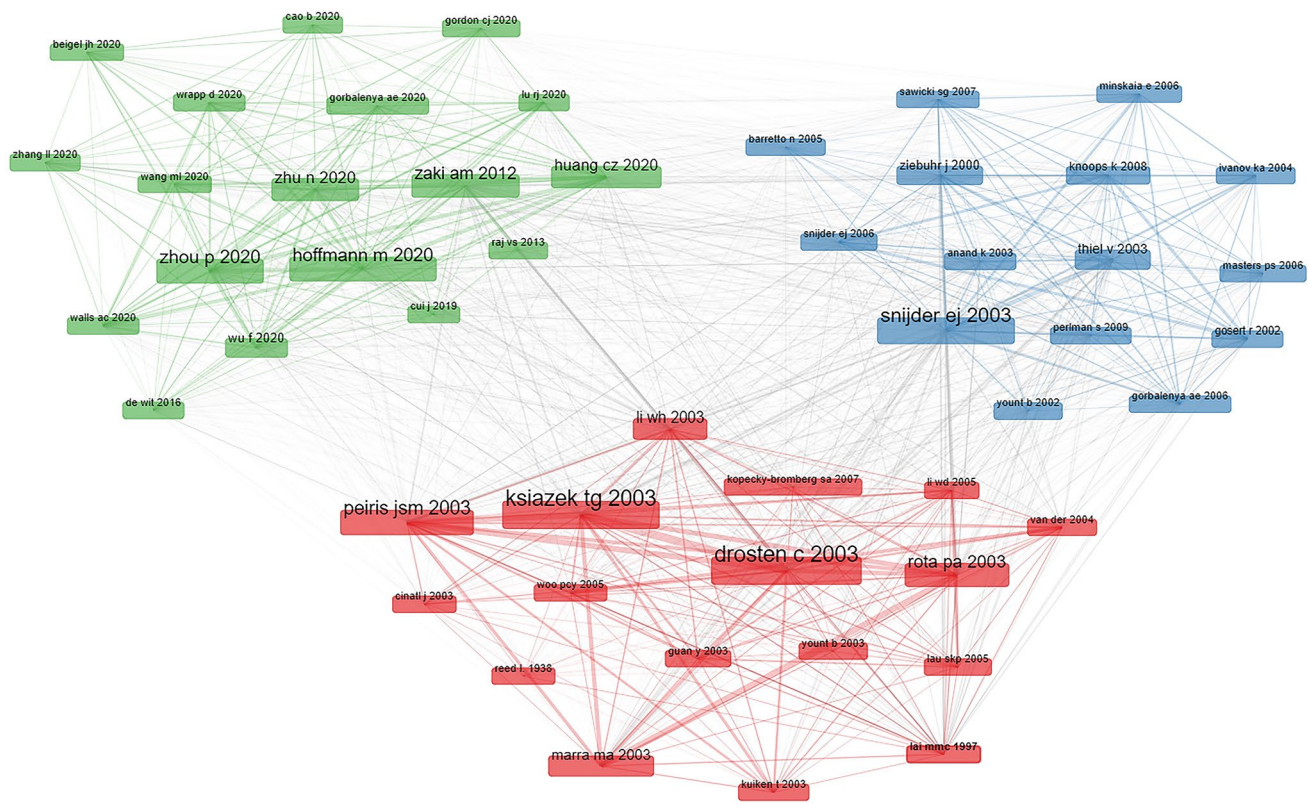 cao b 2020
gordon cj 2020
beigel jh 2020
wrapp d 2020
gorbalenya ae 2020
lu rj 2020
zhang ll 2020
wang ml 2020
zhu n 2020
zaki am 2012
huang cz 2020
raj vs 2013
zhou p 2020
hoffmann m 2020
cui j 2019
walls ac 2020
wu f 2020
de wit 2016
sawicki sg 2007
minskaia e 2006
barretto n 2005
ziebuhr j 2000
knoops k 2008
ivanov ka 2004
snijder ej 2006
anand k 2003
thiel v 2003
masters ps 2006
snijder ej 2003
perlman s 2009
gosert r 2002
yount b 2002
gorbalenya ae 2006
li wh 2003
kopecky-bromberg sa 2007
li wd 2005
peiris jsm 2003
ksiazek tg 2003
van der 2004
drosten c 2003
rota pa 2003
cinatl j 2003
woo pcy 2005
guan y 2003
yount b 2003
lau skp 2005
reed l. 1938
marra ma 2003
lai mmc 1997
kuiken t 2003